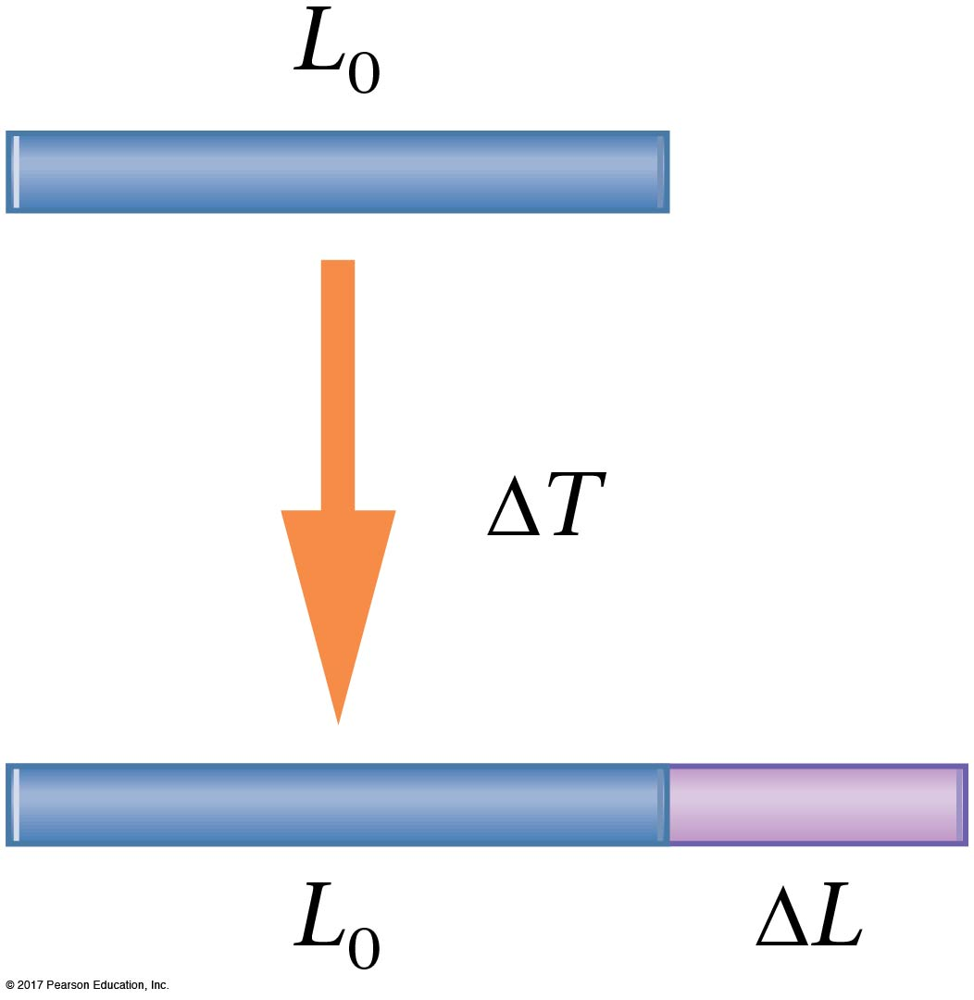 L₀
ΔT
L₀ ΔL
© 2017 Pearson Education, Inc.